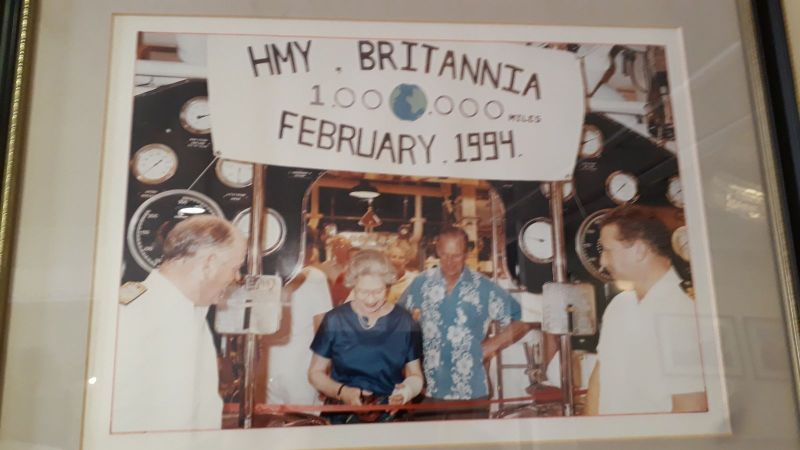 HMY . BRITANNIA
1.000.000 MILES
FEBRUARY . 1994.